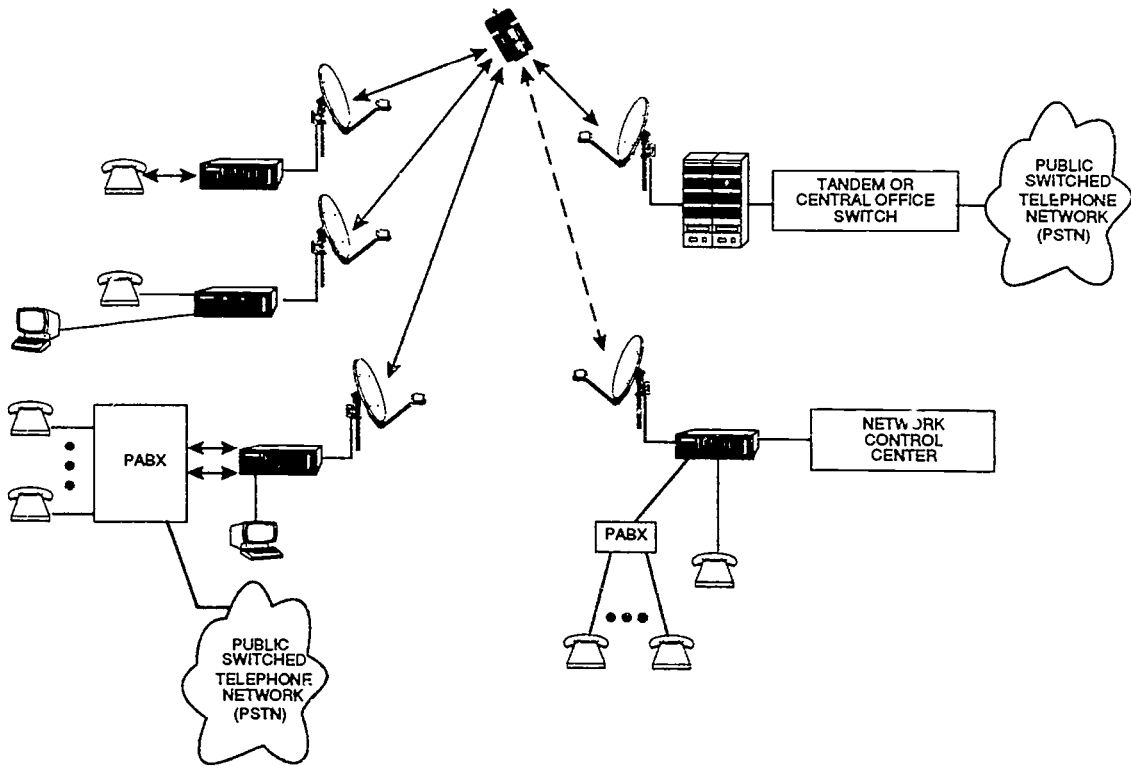 TANDEM OR
CENTRAL OFFICE
SWITCH
PUBLIC
SWITCHED
TELEPHONE
NETWORK
(PSTN)
PABX
NETWORK
CONTROL
CENTER
PABX
PUBLIC
SWITCHED
TELEPHONE
NETWORK
(PSTN)